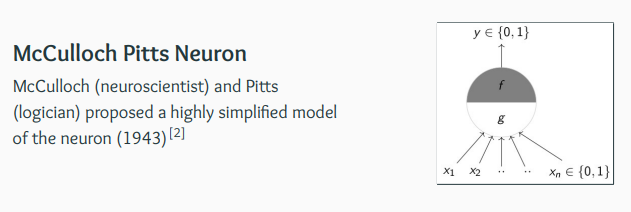 McCulloch Pitts Neuron
McCulloch (neuroscientist) and Pitts
(logician) proposed a highly simplified model
of the neuron (1943)[2]
y ∈ {0, 1}
f
g
x1 x2 .. .. xn ∈ {0, 1}